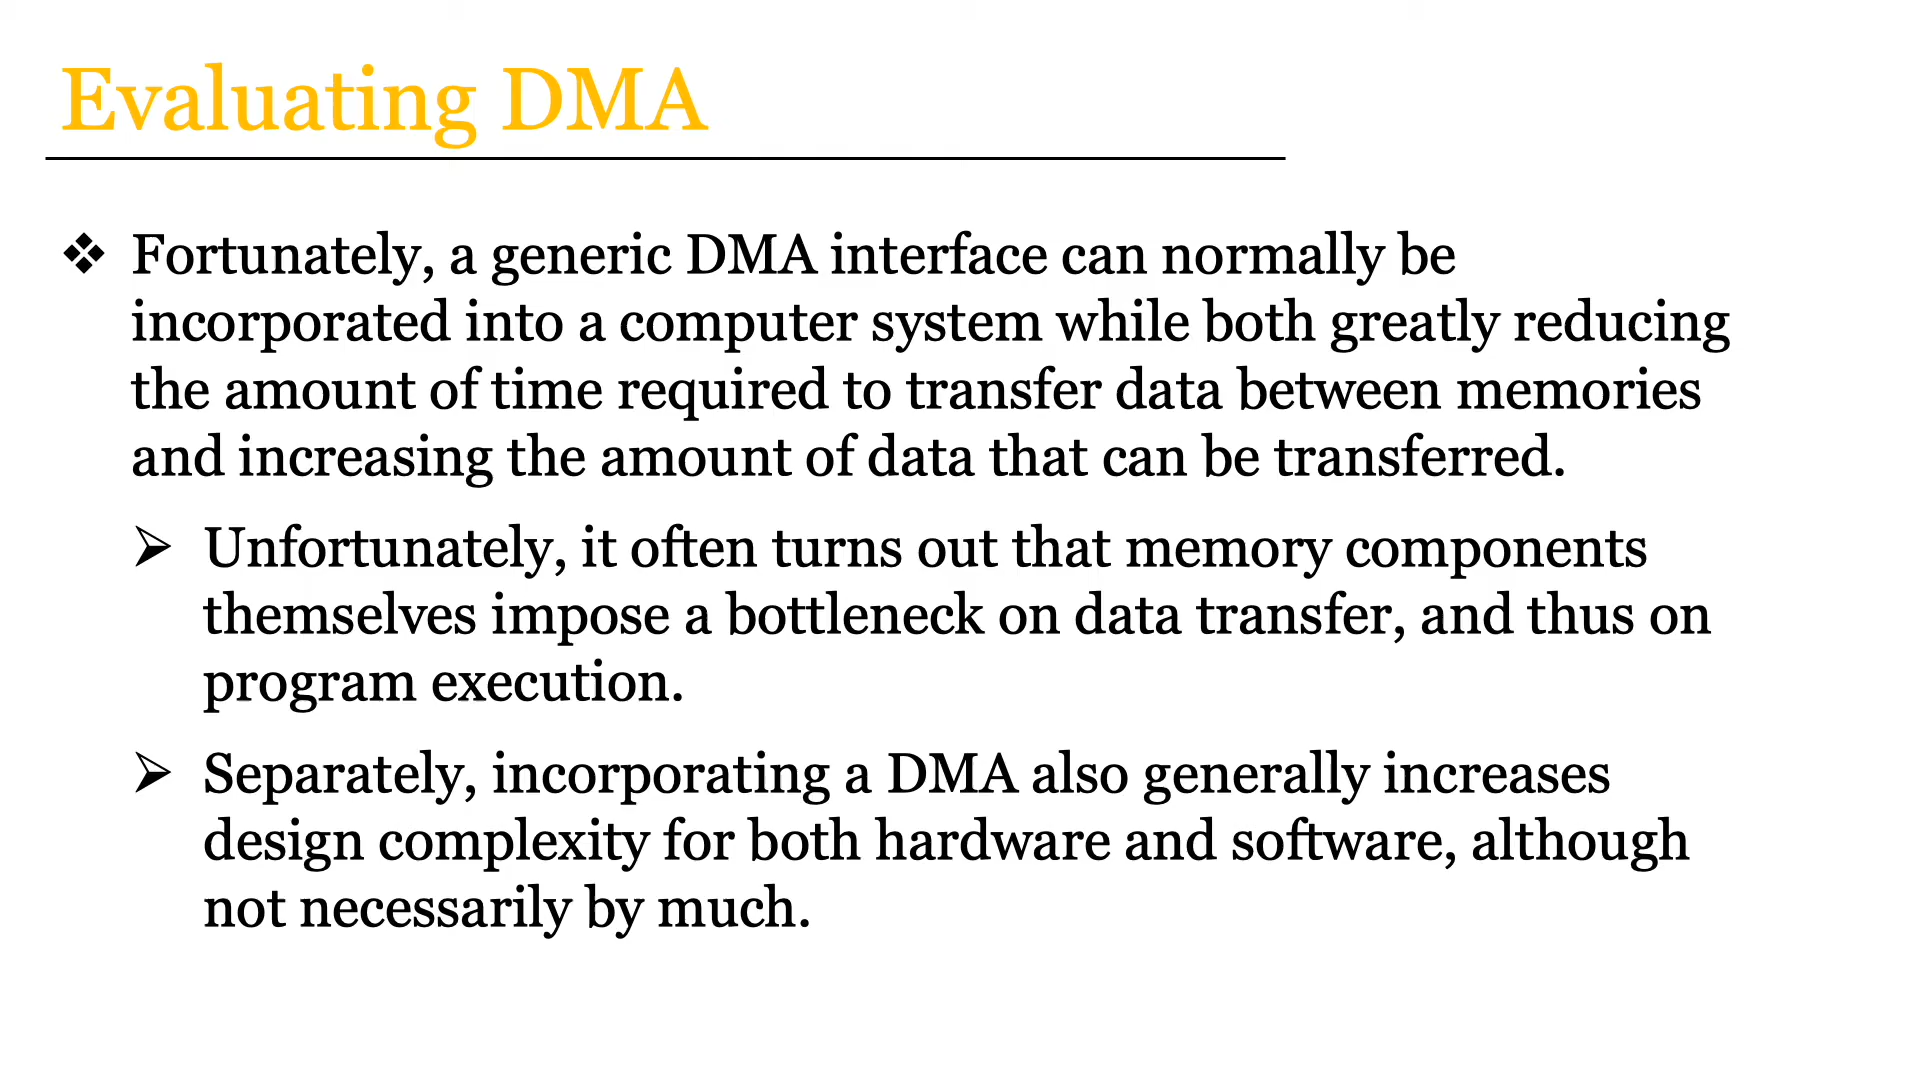 Evaluating DMA
❖ Fortunately, a generic DMA interface can normally be
incorporated into a computer system while both greatly reducing
the amount of time required to transfer data between memories
and increasing the amount of data that can be transferred.
➢ Unfortunately, it often turns out that memory components
themselves impose a bottleneck on data transfer, and thus on
program execution.
➢ Separately, incorporating a DMA also generally increases
design complexity for both hardware and software, although
not necessarily by much.